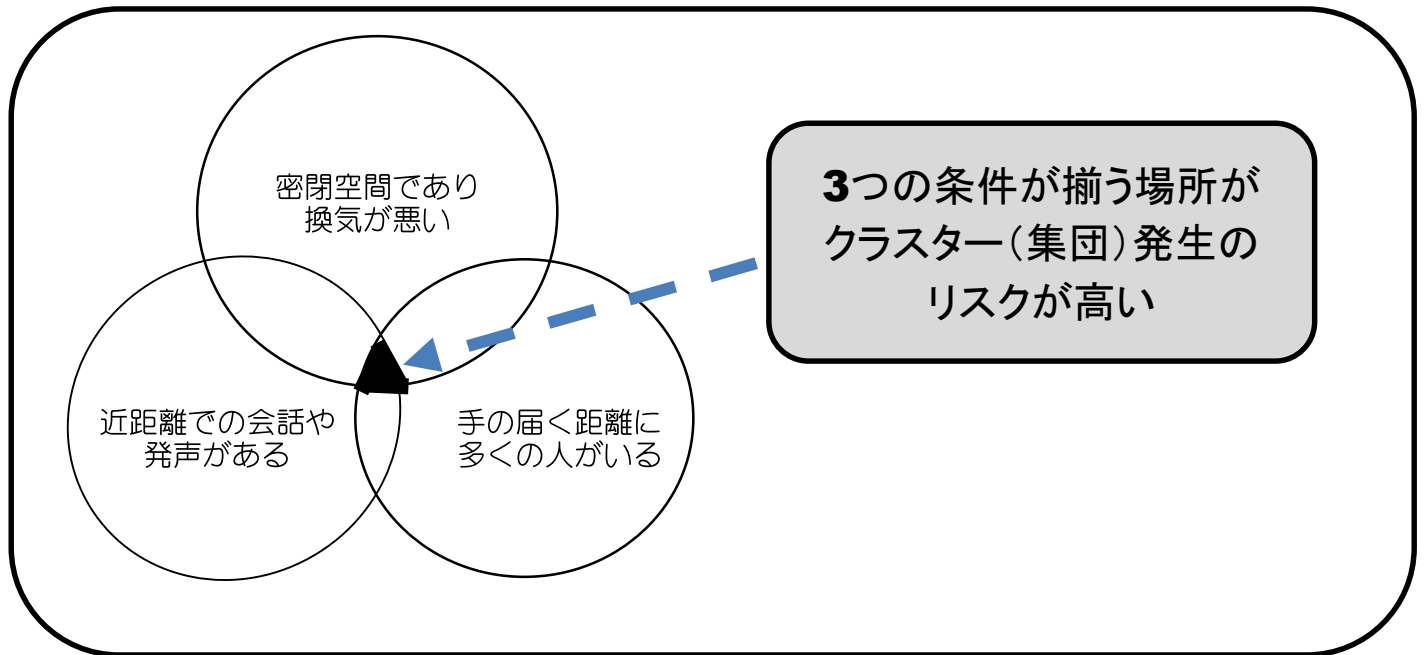 密閉空間であり
換気が悪い
近距離での会話や
発声がある
手の届く距離に
多くの人がいる
3つの条件が揃う場所が
クラスター(集団)発生の
リスクが高い